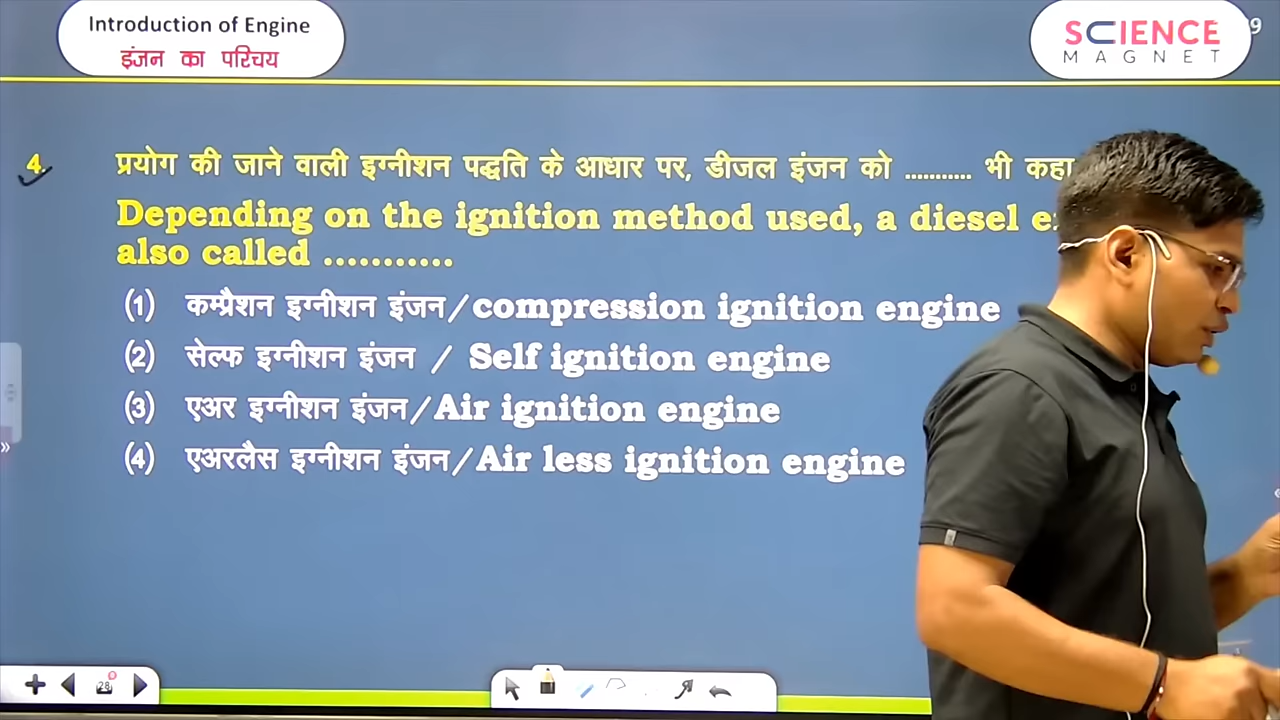 Introduction of Engine
इंजन का परिचय
SCIENCE
MAGNET
9
4.
प्रयोग की जाने वाली इग्नीशन पद्धति के आधार पर, डीजल इंजन को ........... भी कहा
Depending on the ignition method used, a diesel
also called ...........
(1) कम्प्रैशन इग्नीशन इंजन/compression ignition engine
(2) सेल्फ इग्नीशन इंजन / Self ignition engine
(3) एअर इग्नीशन इंजन/Air ignition engine
(4) एअरलैस इग्नीशन इंजन/Air less ignition engine
28